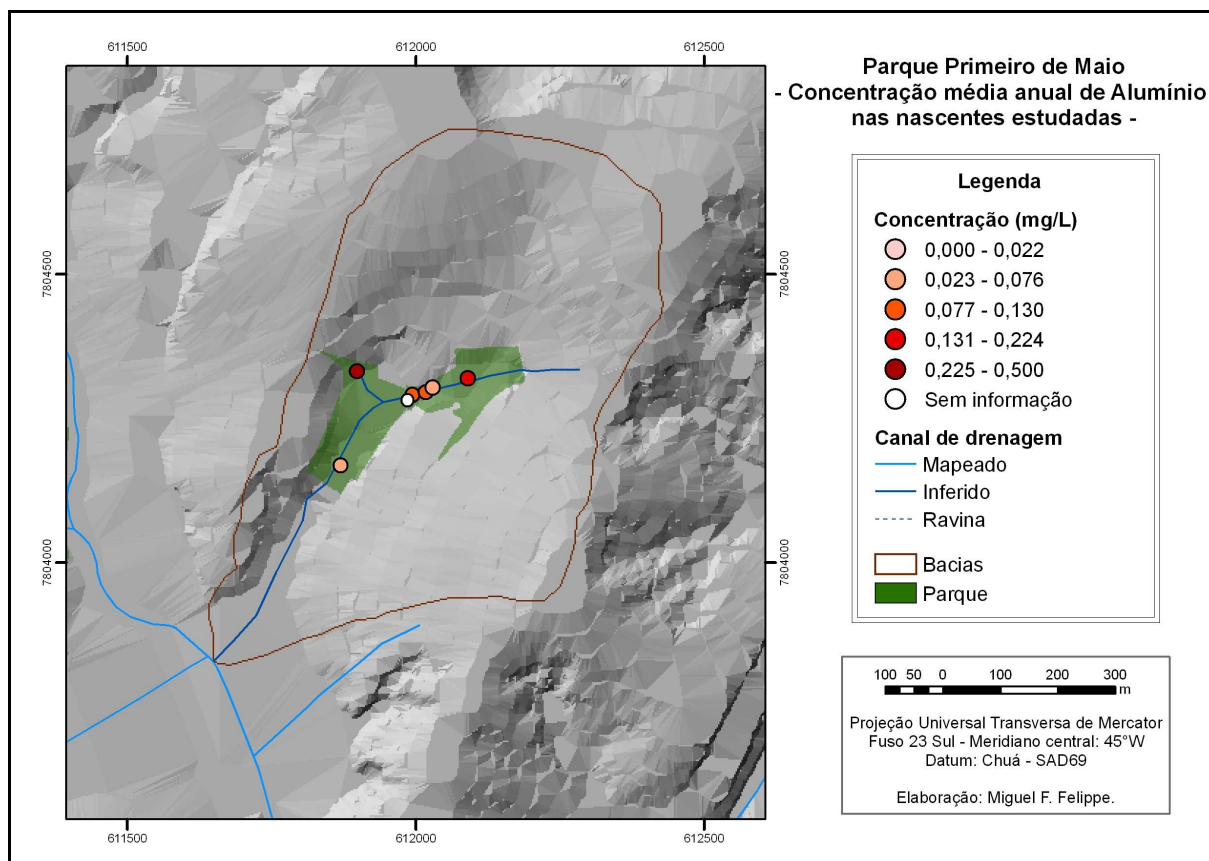 Parque Primeiro de Maio
- Concentração média anual de Alumínio
nas nascentes estudadas -
611500
612000
612500
7804500
7804500
7804000
7804000
611500
612000
612500
Legenda
Concentração (mg/L)
0,000 - 0,022
0,023 - 0,076
0,077 - 0,130
0,131 - 0,224
0,225 - 0,500
Sem informação
Canal de drenagem
Mapeado
Inferido
Ravina
Bacias
Parque
100 50 0 100 200 300
m
Projeção Universal Transversa de Mercator
Fuso 23 Sul - Meridiano central: 45°W
Datum: Chuá - SAD69
Elaboração: Miguel F. Felippe.